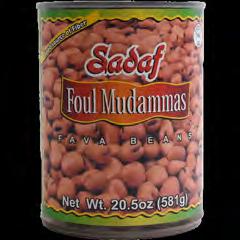 Sadaf
Foul Mudammas
FAVA BEANS
Net Wt. 20.5oz (581g)